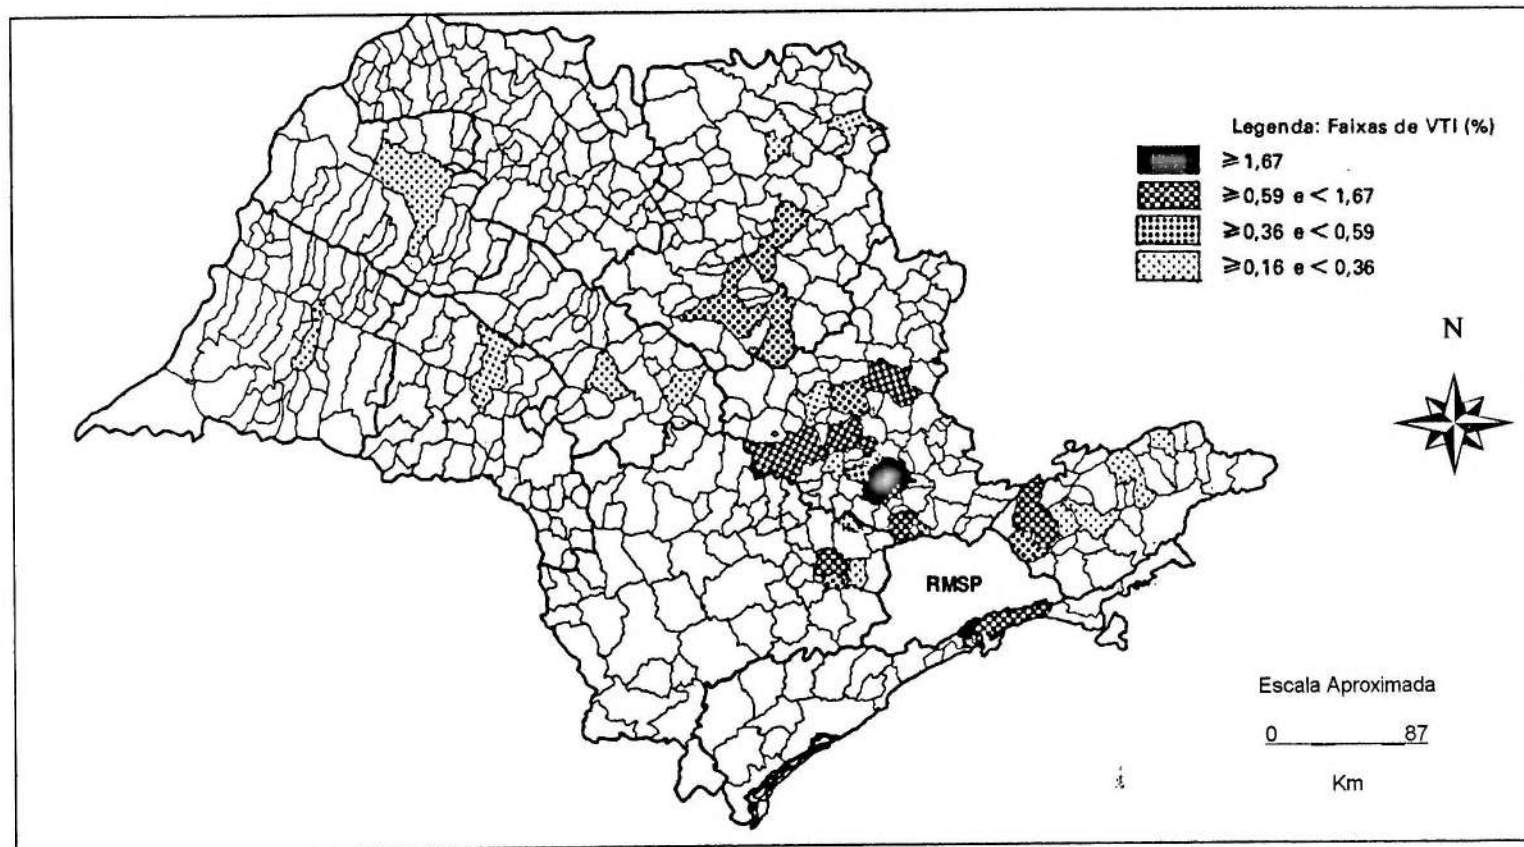 Legenda: Faixas de VTI (%)
≥1,67
≥0,59 e < 1,67
≥0,36 e < 0,59
≥0,16 e < 0,36
N
RMSP
Escala Aproximada
0 87
Km